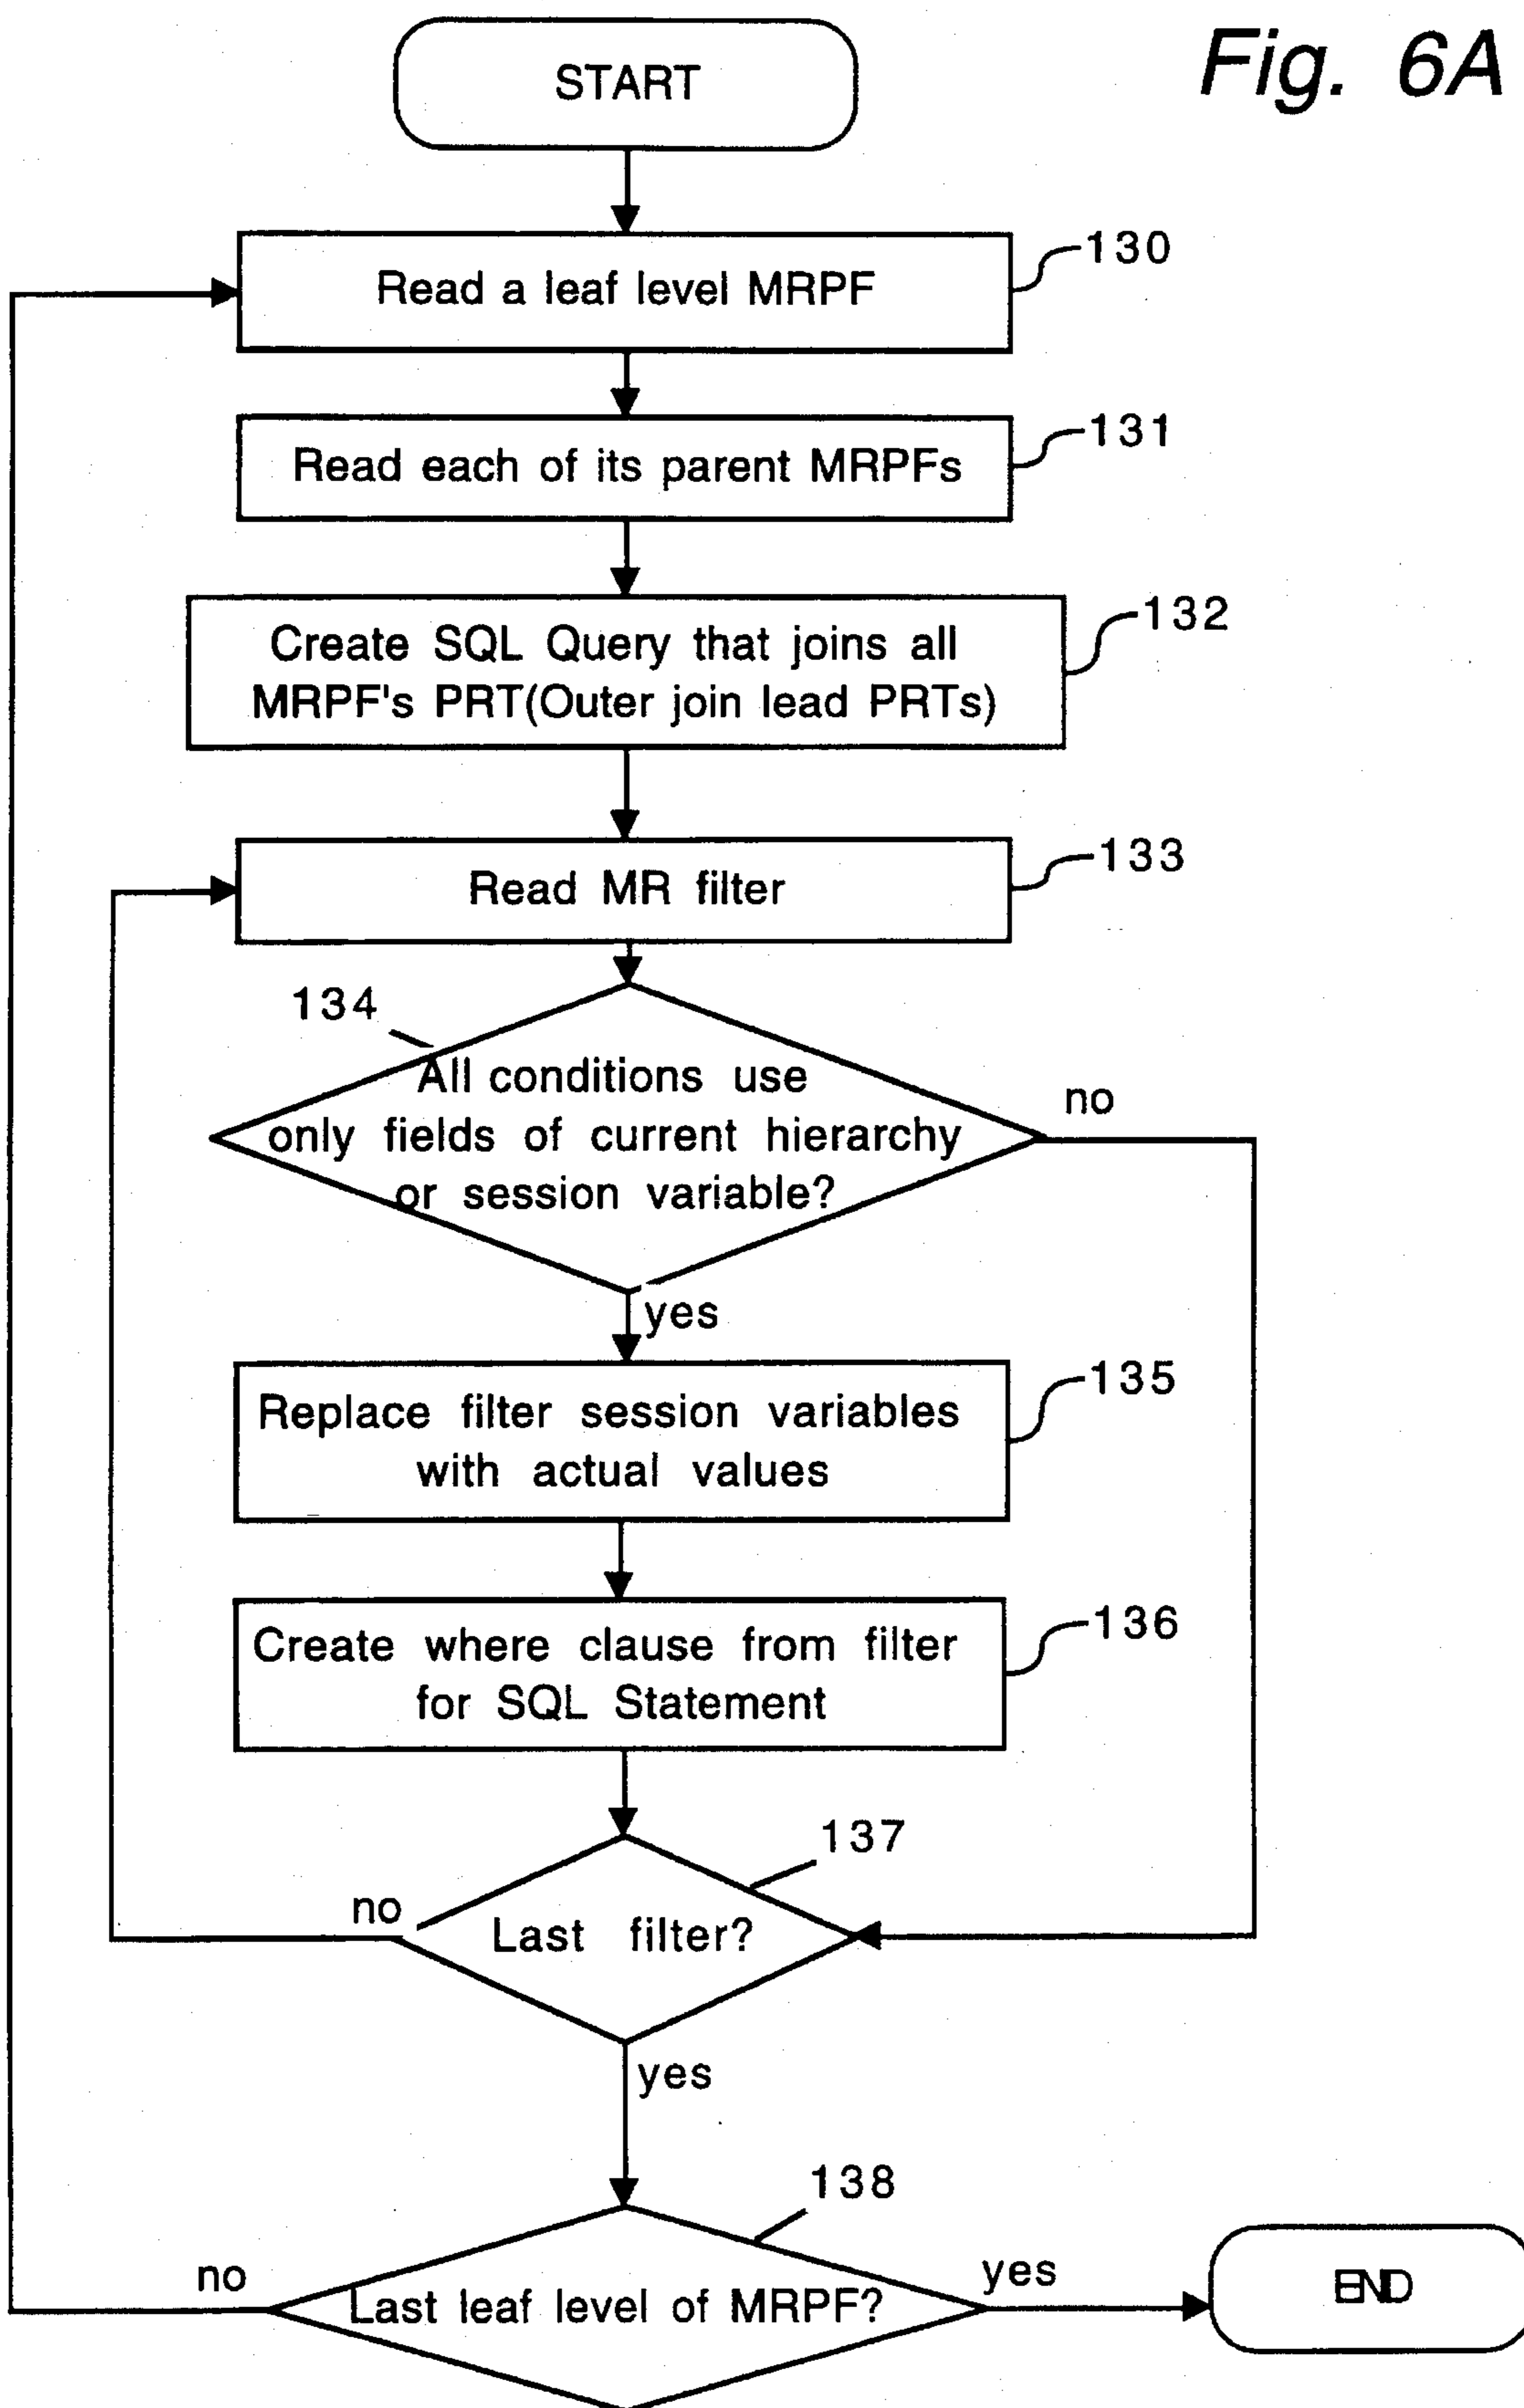 Fig. 6A
START
130
Read a leaf level MRPF
131
Read each of its parent MRPFs
132
Create SQL Query that joins all
MRPF's PRT(Outer join lead PRTs)
133
Read MR filter
134
All conditions use
only fields of current hierarchy
or session variable?
no
yes
135
Replace filter session variables
with actual values
136
Create where clause from filter
for SQL Statement
137
no
Last filter?
yes
138
no
Last leaf level of MRPF?
yes
END